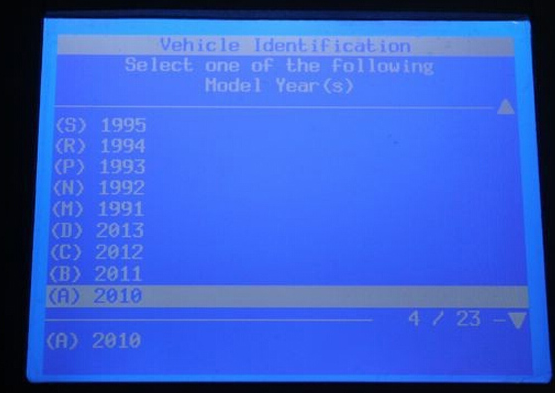 Vehicle Identification
Select one of the following
Model Year(s)
(S) 1995
(R) 1994
(P) 1993
(N) 1992
(M) 1991
(D) 2013
(C) 2012
(B) 2011
(A) 2010
4 / 23
(A) 2010